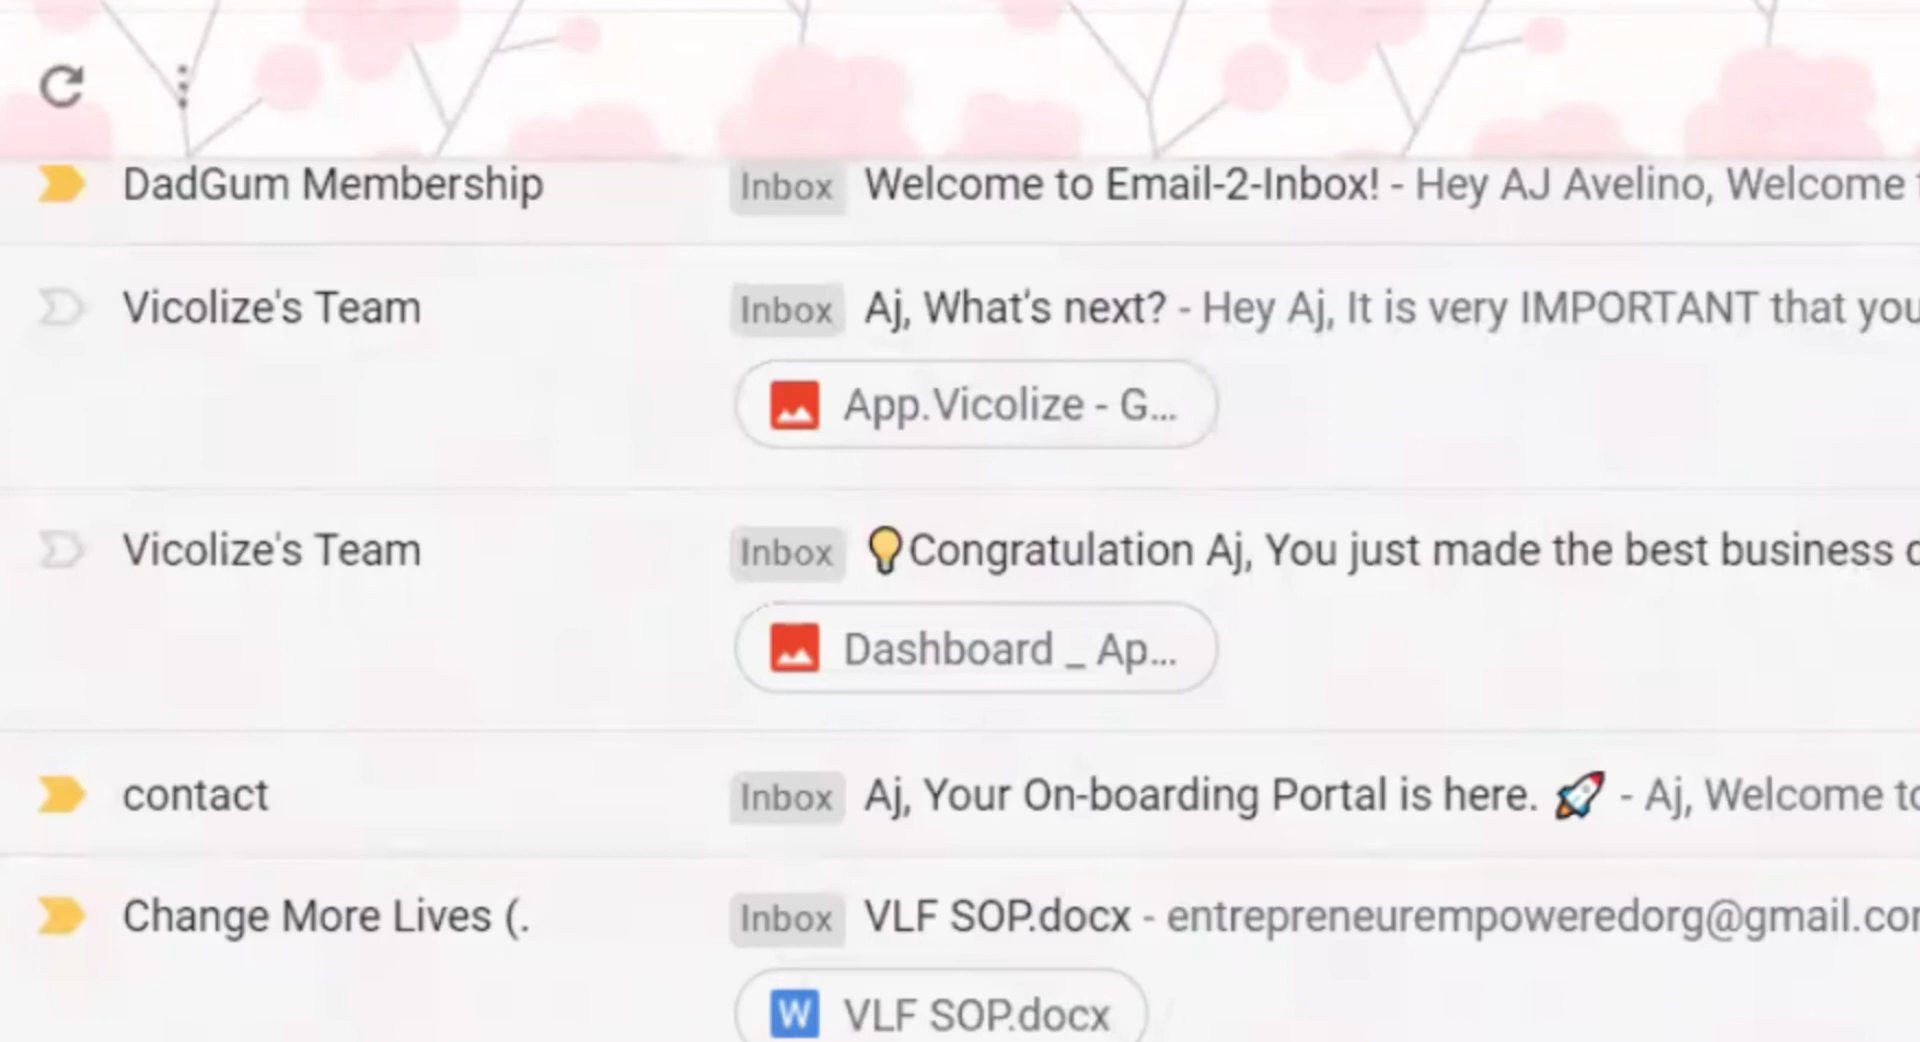 DadGum Membership Inbox Welcome to Email-2-Inbox! - Hey AJ Avelino, Welcome
Vicolize's Team Inbox Aj, What's next? - Hey Aj, It is very IMPORTANT that you
App.Vicolize - G...
Vicolize's Team Inbox 💡Congratulation Aj, You just made the best business
Dashboard _ Ap...
contact Inbox Aj, Your On-boarding Portal is here. 🚀 - Aj, Welcome to
Change More Lives (. Inbox VLF SOP.docx - entrepreneurempoweredorg@gmail.com
W VLF SOP.docx